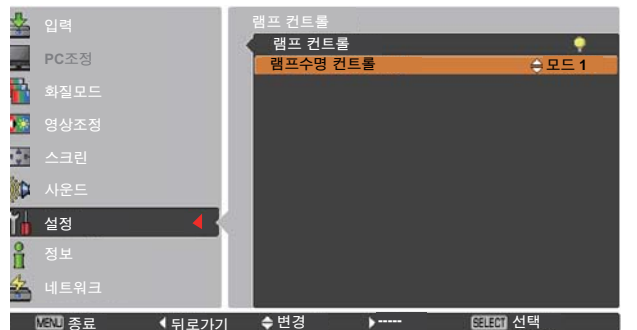 입력
PC조정
화질모드
영상조정
스크린
사운드
설정
정보
네트워크
램프 컨트롤
램프 컨트롤
램프수명 컨트롤 모드 1
MENU 종료 뒤로가기 변경 ----- SELECT 선택